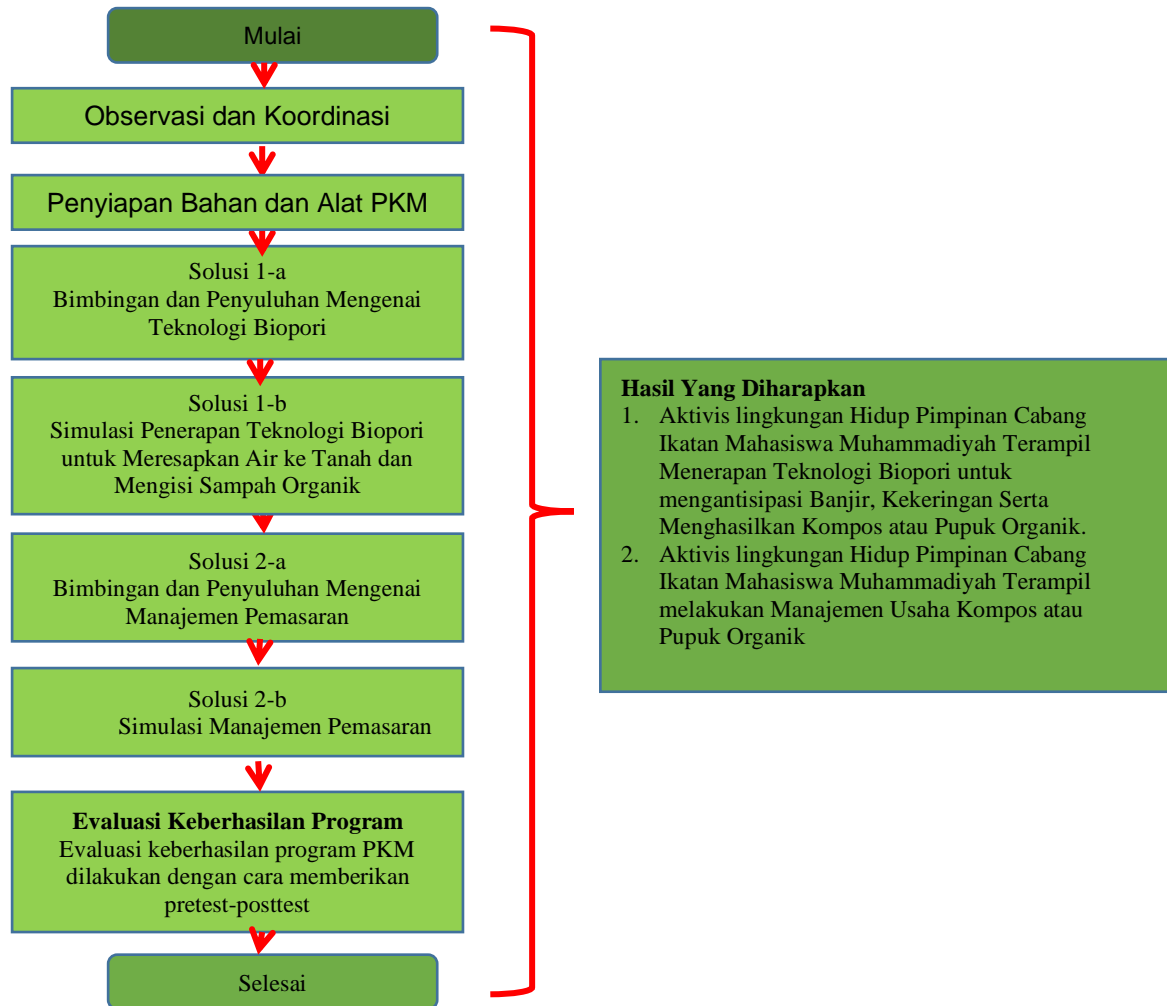 Mulai
Observasi dan Koordinasi
Penyiapan Bahan dan Alat PKM
Solusi 1-a
Bimbingan dan Penyuluhan Mengenai
Teknologi Biopori
Solusi 1-b
Simulasi Penerapan Teknologi Biopori
untuk Meresapkan Air ke Tanah dan
Mengisi Sampah Organik
Solusi 2-a
Bimbingan dan Penyuluhan Mengenai
Manajemen Pemasaran
Solusi 2-b
Simulasi Manajemen Pemasaran
Evaluasi Keberhasilan Program
Evaluasi keberhasilan program PKM
dilakukan dengan cara memberikan
pretest-posttest
Selesai
Hasil Yang Diharapkan
1. Aktivis lingkungan Hidup Pimpinan Cabang
Ikatan Mahasiswa Muhammadiyah Terampil
Menerapan Teknologi Biopori untuk
mengantisipasi Banjir, Kekeringan Serta
Menghasilkan Kompos atau Pupuk Organik.
2. Aktivis lingkungan Hidup Pimpinan Cabang
Ikatan Mahasiswa Muhammadiyah Terampil
melakukan Manajemen Usaha Kompos atau
Pupuk Organik